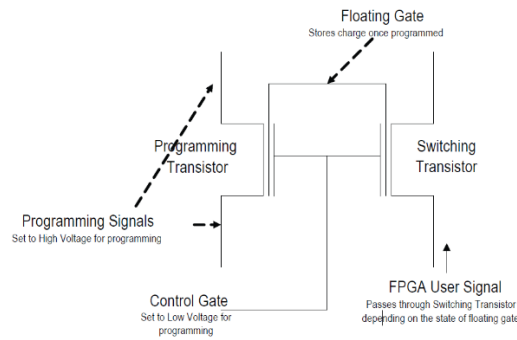 Floating Gate
Stores charge once programmed
Programming
Transistor
Switching
Transistor
Programming Signals
Set to High Voltage for programming
Control Gate
Set to Low Voltage for
programming
FPGA User Signal
Passes through Switching Transistor
depending on the state of floating gate